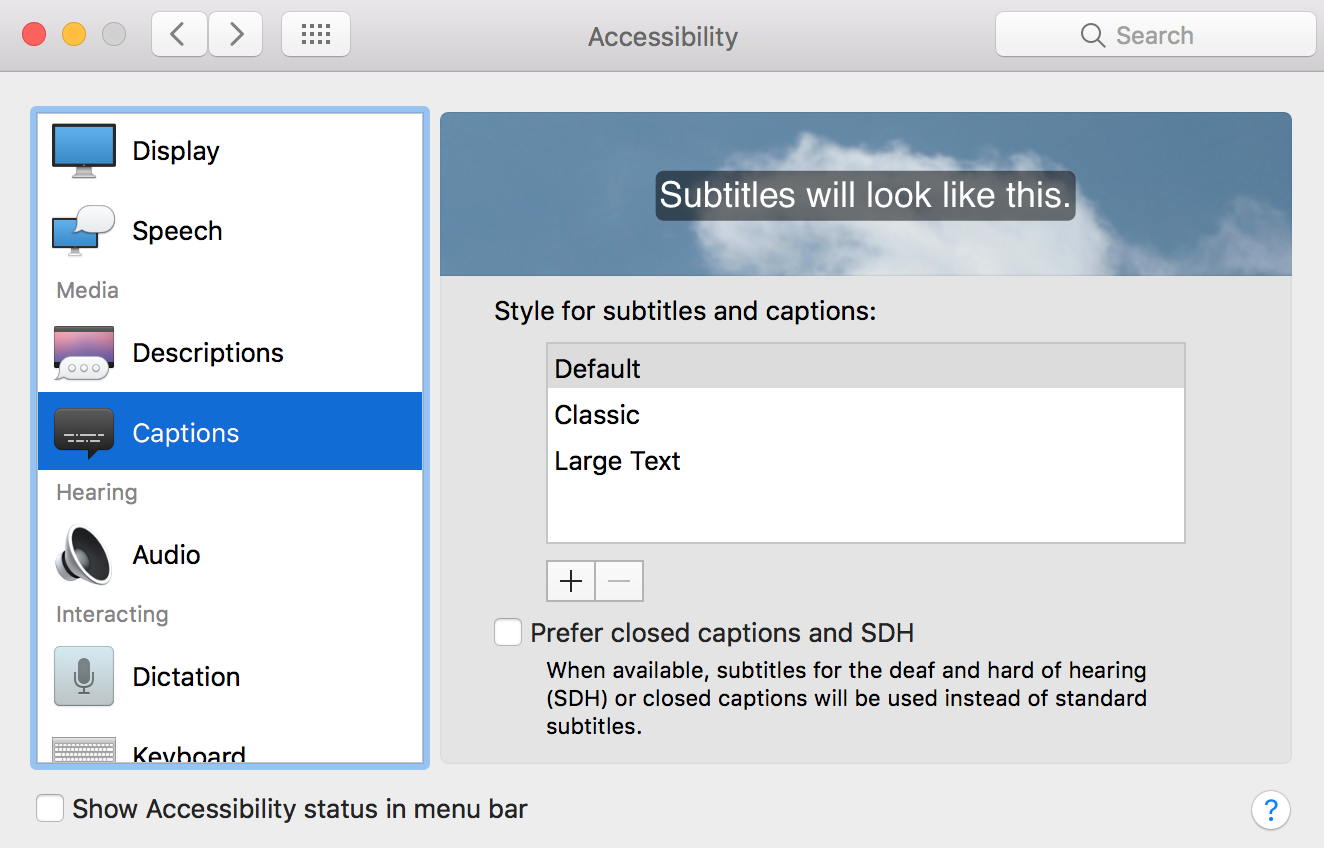 Accessibility
Search
Display
Speech
Media
Descriptions
Captions
Hearing
Audio
Interacting
Dictation
Keyboard
Subtitles will look like this.
Style for subtitles and captions:
Default
Classic
Large Text
Prefer closed captions and SDH
When available, subtitles for the deaf and hard of hearing
(SDH) or closed captions will be used instead of standard
subtitles.
Show Accessibility status in menu bar
?